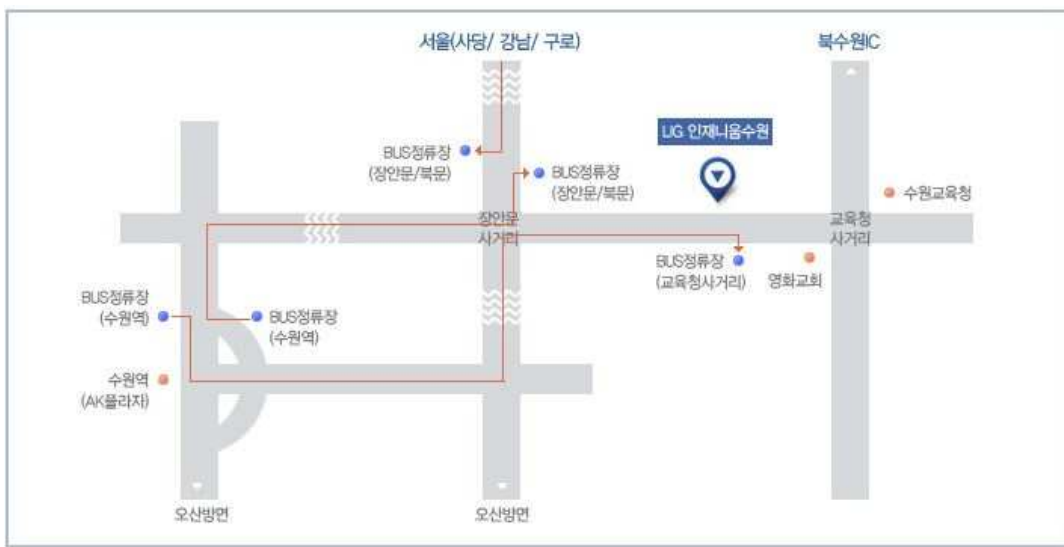 서울(사당/ 강남/ 구로)
북수원IC
LIG 인재니움수원
BUS정류장
(장안문/북문)
BUS정류장
(장안문/북문)
수원교육청
장안문
사거리
교육청
사거리
BUS정류장
(교육청사거리)
영화교회
BUS정류장
(수원역)
BUS정류장
(수원역)
수원역
(AK플라자)
오산방면
오산방면